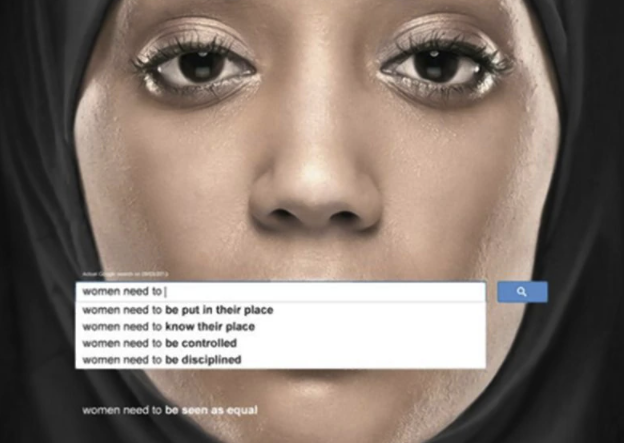 women need to
women need to be put in their place
women need to know their place
women need to be controlled
women need to be disciplined
women need to be seen as equal